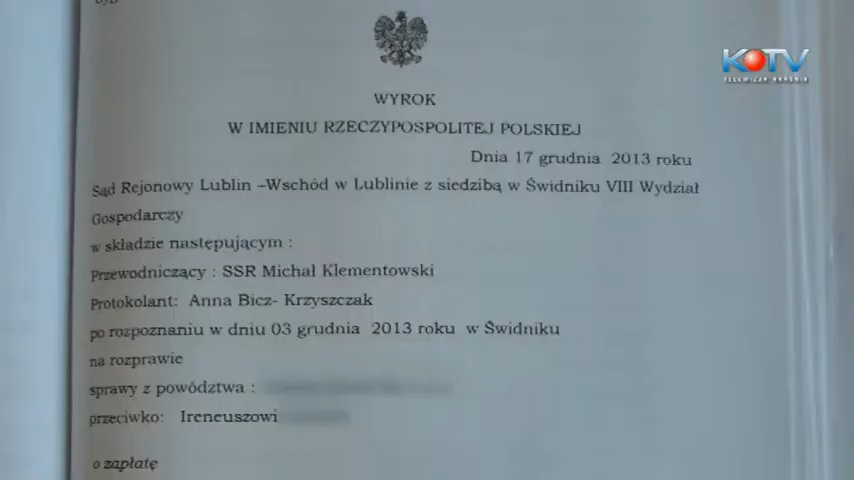 KOTV
TELEWIZJA KRAŚNIK
WYROK
W IMIENIU RZECZYPOSPOLITEJ POLSKIEJ
Dnia 17 grudnia 2013 roku
Sąd Rejonowy Lublin –Wschód w Lublinie z siedzibą w Świdniku VIII Wydział
Gospodarczy
w składzie następującym :
Przewodniczący : SSR Michał Klementowski
Protokolant: Anna Bicz- Krzyszczak
po rozpoznaniu w dniu 03 grudnia 2013 roku w Świdniku
na rozprawie
sprawy z powództwa :
przeciwko: Ireneuszowi
o zapłatę